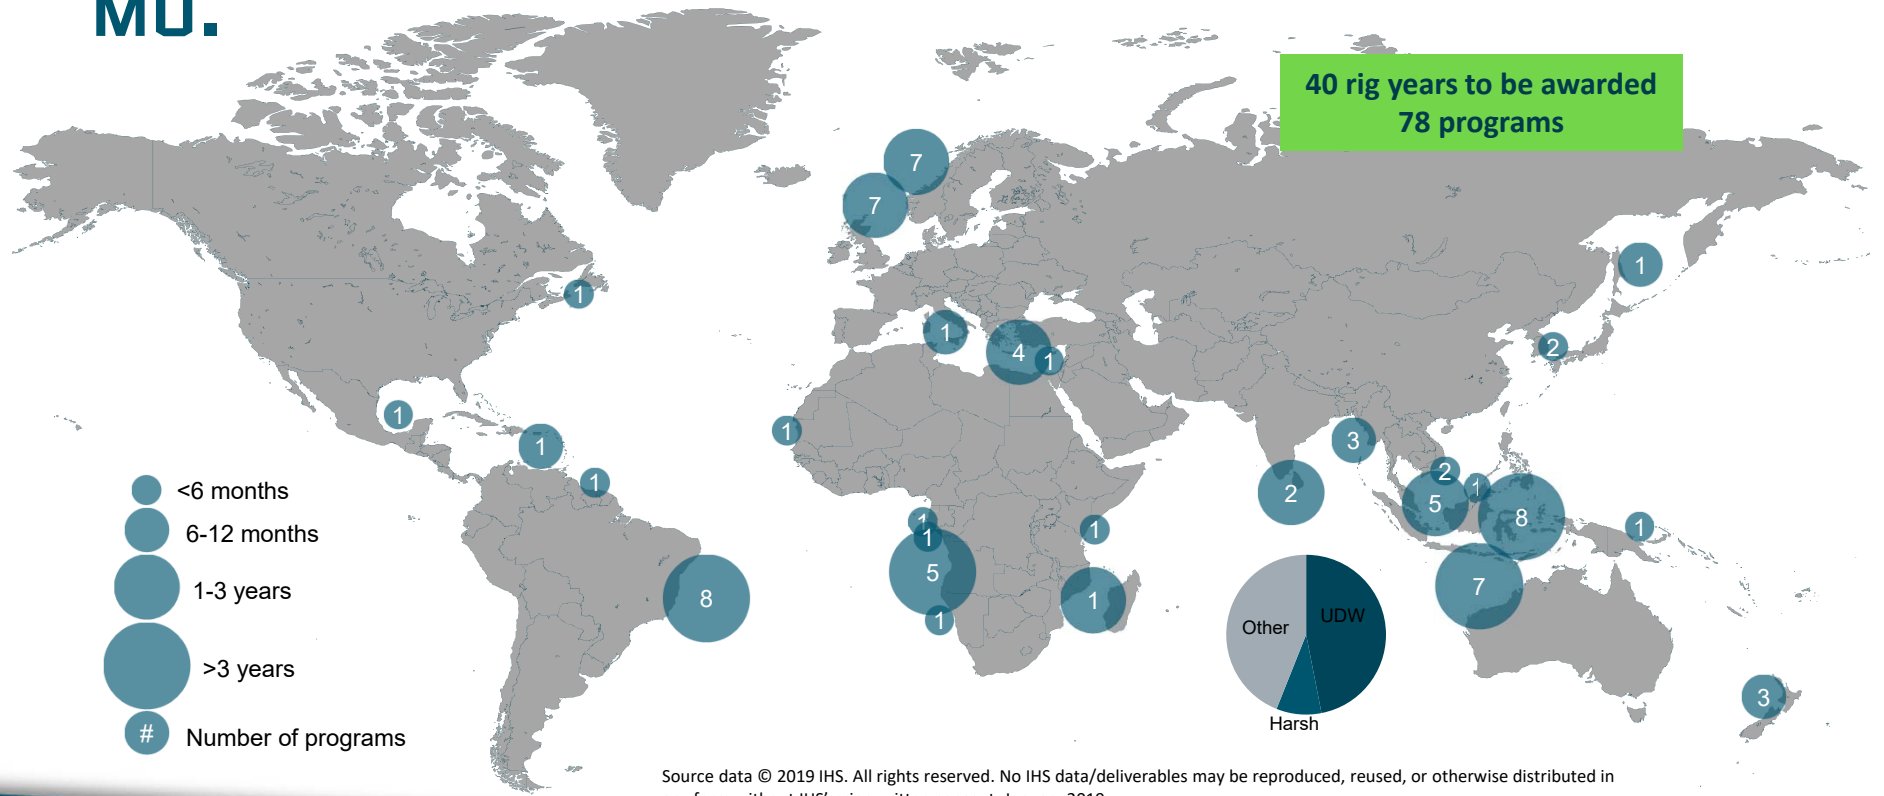 MU.
40 rig years to be awarded
78 programs
7
7
1
1
1
4
1
2
1
1
1
1
3
2
2
1
5
8
1
1
1
5
1
1
1
8
7
3
<6 months
6-12 months
1-3 years
>3 years
# Number of programs
Other
UDW
Harsh
Source data © 2019 IHS. All rights reserved. No IHS data/deliverables may be reproduced, reused, or otherwise distributed in